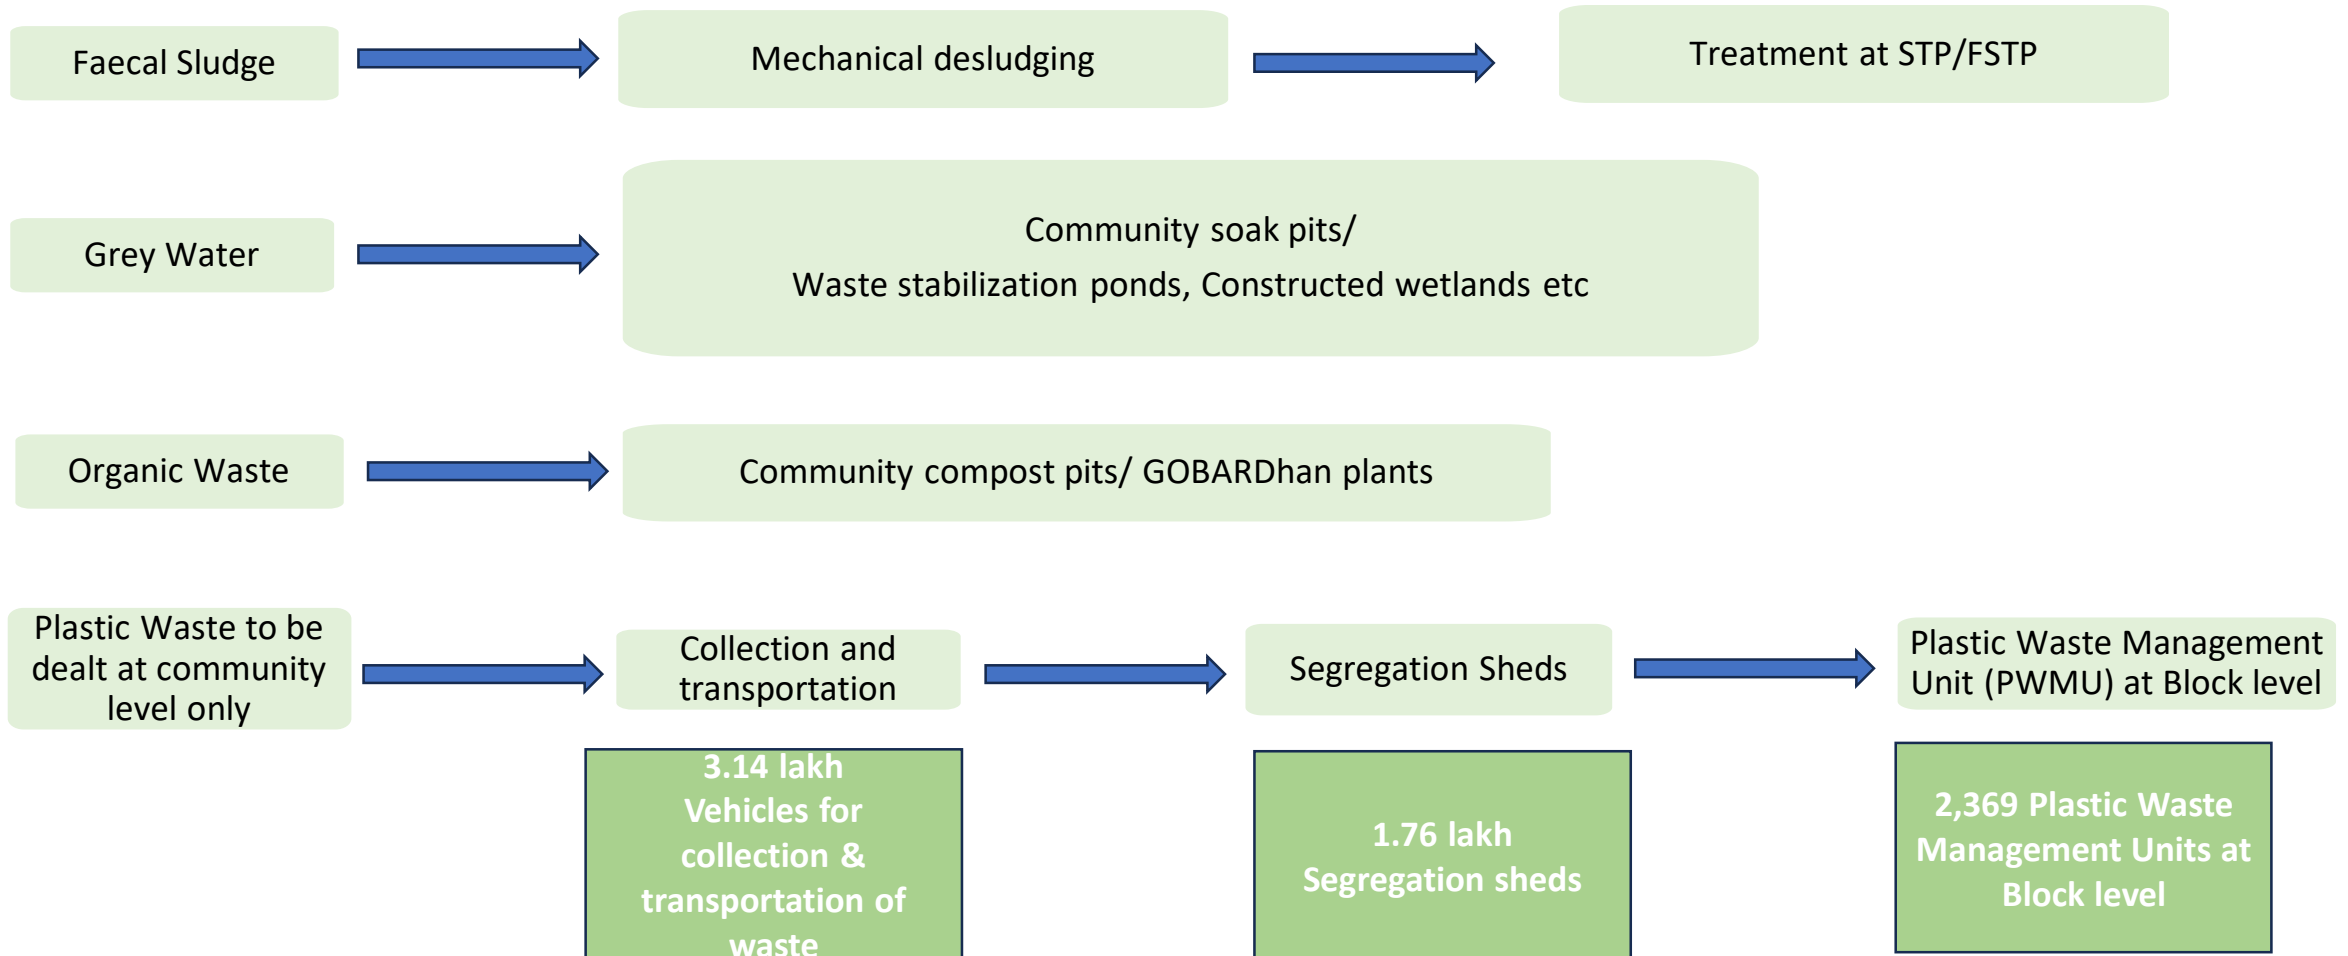 Faecal Sludge
Mechanical desludging
Treatment at STP/FSTP
Grey Water
Community soak pits/
Waste stabilization ponds, Constructed wetlands etc
Organic Waste
Community compost pits/ GOBARDhan plants
Plastic Waste to be
dealt at community
level only
Collection and
transportation
Segregation Sheds
Plastic Waste Management
Unit (PWMU) at Block level
3.14 lakh
Vehicles for
collection &
transportation of
waste
1.76 lakh
Segregation sheds
2,369 Plastic Waste
Management Units at
Block level